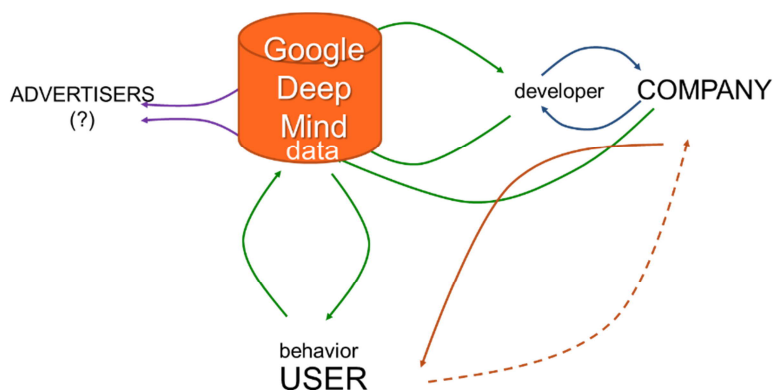 Google
Deep
Mind
data
ADVERTISERS
(?)
developer
COMPANY
behavior
USER